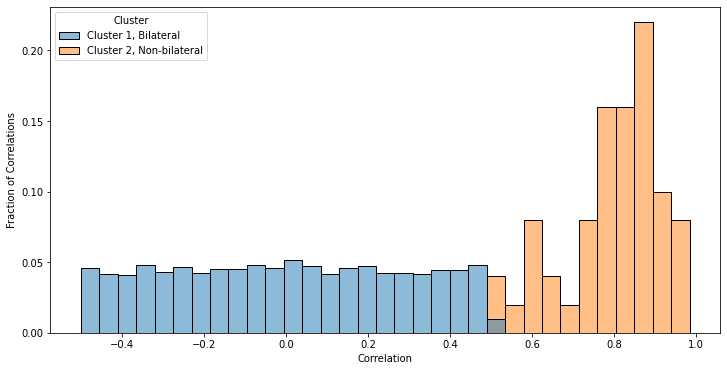 Cluster
Cluster 1, Bilateral
Cluster 2, Non-bilateral
Fraction of Correlations
0.20
0.15
0.10
0.05
0.00
−0.4
−0.2
0.0
0.2
0.4
0.6
0.8
1.0
Correlation